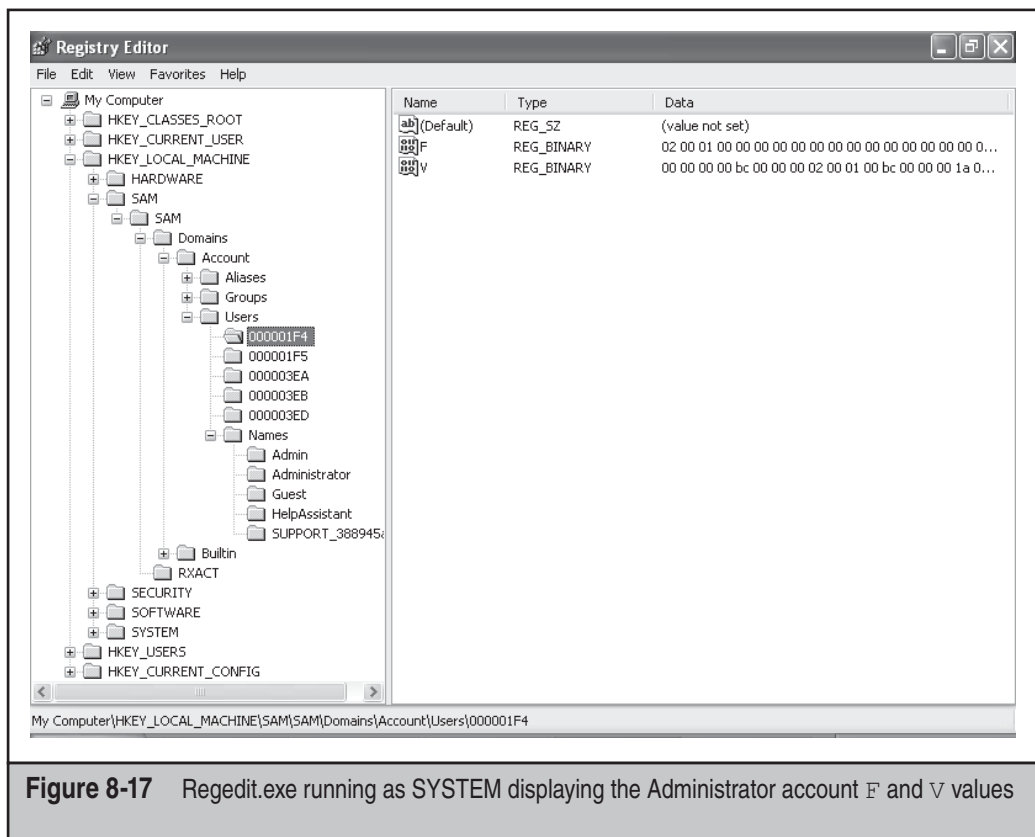 Registry Editor
File Edit View Favorites Help
My Computer
HKEY_CLASSES_ROOT
HKEY_CURRENT_USER
HKEY_LOCAL_MACHINE
HARDWARE
SAM
SAM
Domains
Account
Aliases
Groups
Users
000001F4
000001F5
000003EA
000003EB
000003ED
Names
Admin
Administrator
Guest
HelpAssistant
SUPPORT_388945a
Builtin
RXACT
SECURITY
SOFTWARE
SYSTEM
HKEY_USERS
HKEY_CURRENT_CONFIG
Name Type Data
(Default) REG_SZ (value not set)
F REG_BINARY 02 00 01 00 00 00 00 00 00 00 00 00 00 00 00 00 00 0...
V REG_BINARY 00 00 00 00 bc 00 00 00 02 00 01 00 bc 00 00 00 1a 0...
My Computer\HKEY_LOCAL_MACHINE\SAM\SAM\Domains\Account\Users\000001F4
Figure 8-17 Regedit.exe running as SYSTEM displaying the Administrator account F and V values